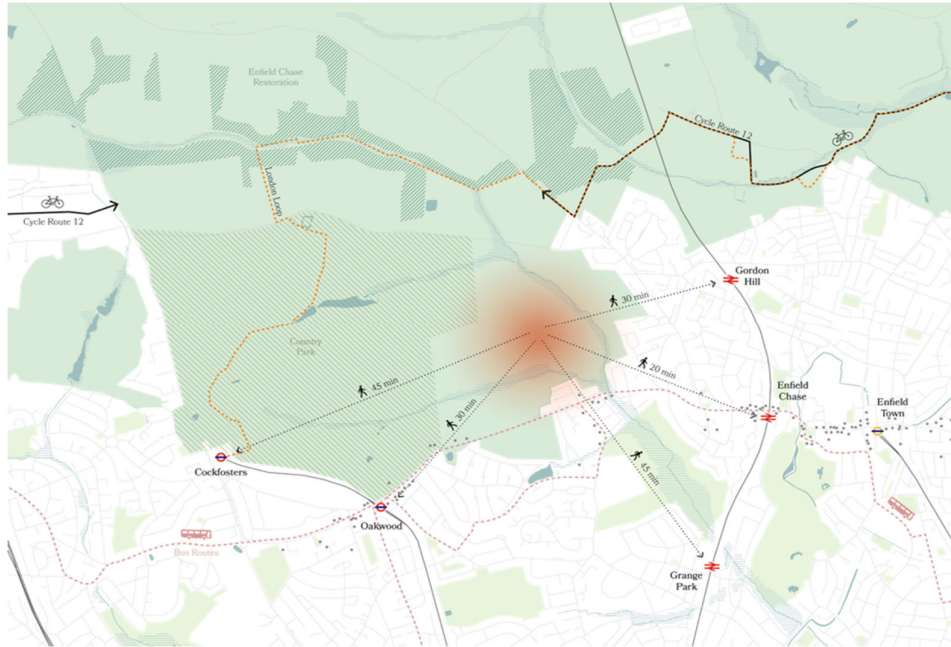 Enfield Chase
Restoration
Cycle Route 12
London Loop
Cycle Route 12
Gordon
Hill
30 min
Country
Park
20 min
45 min
Enfield
Chase
Enfield
Town
30 min
45 min
Cockfosters
Oakwood
Bus Routes
Grange
Park